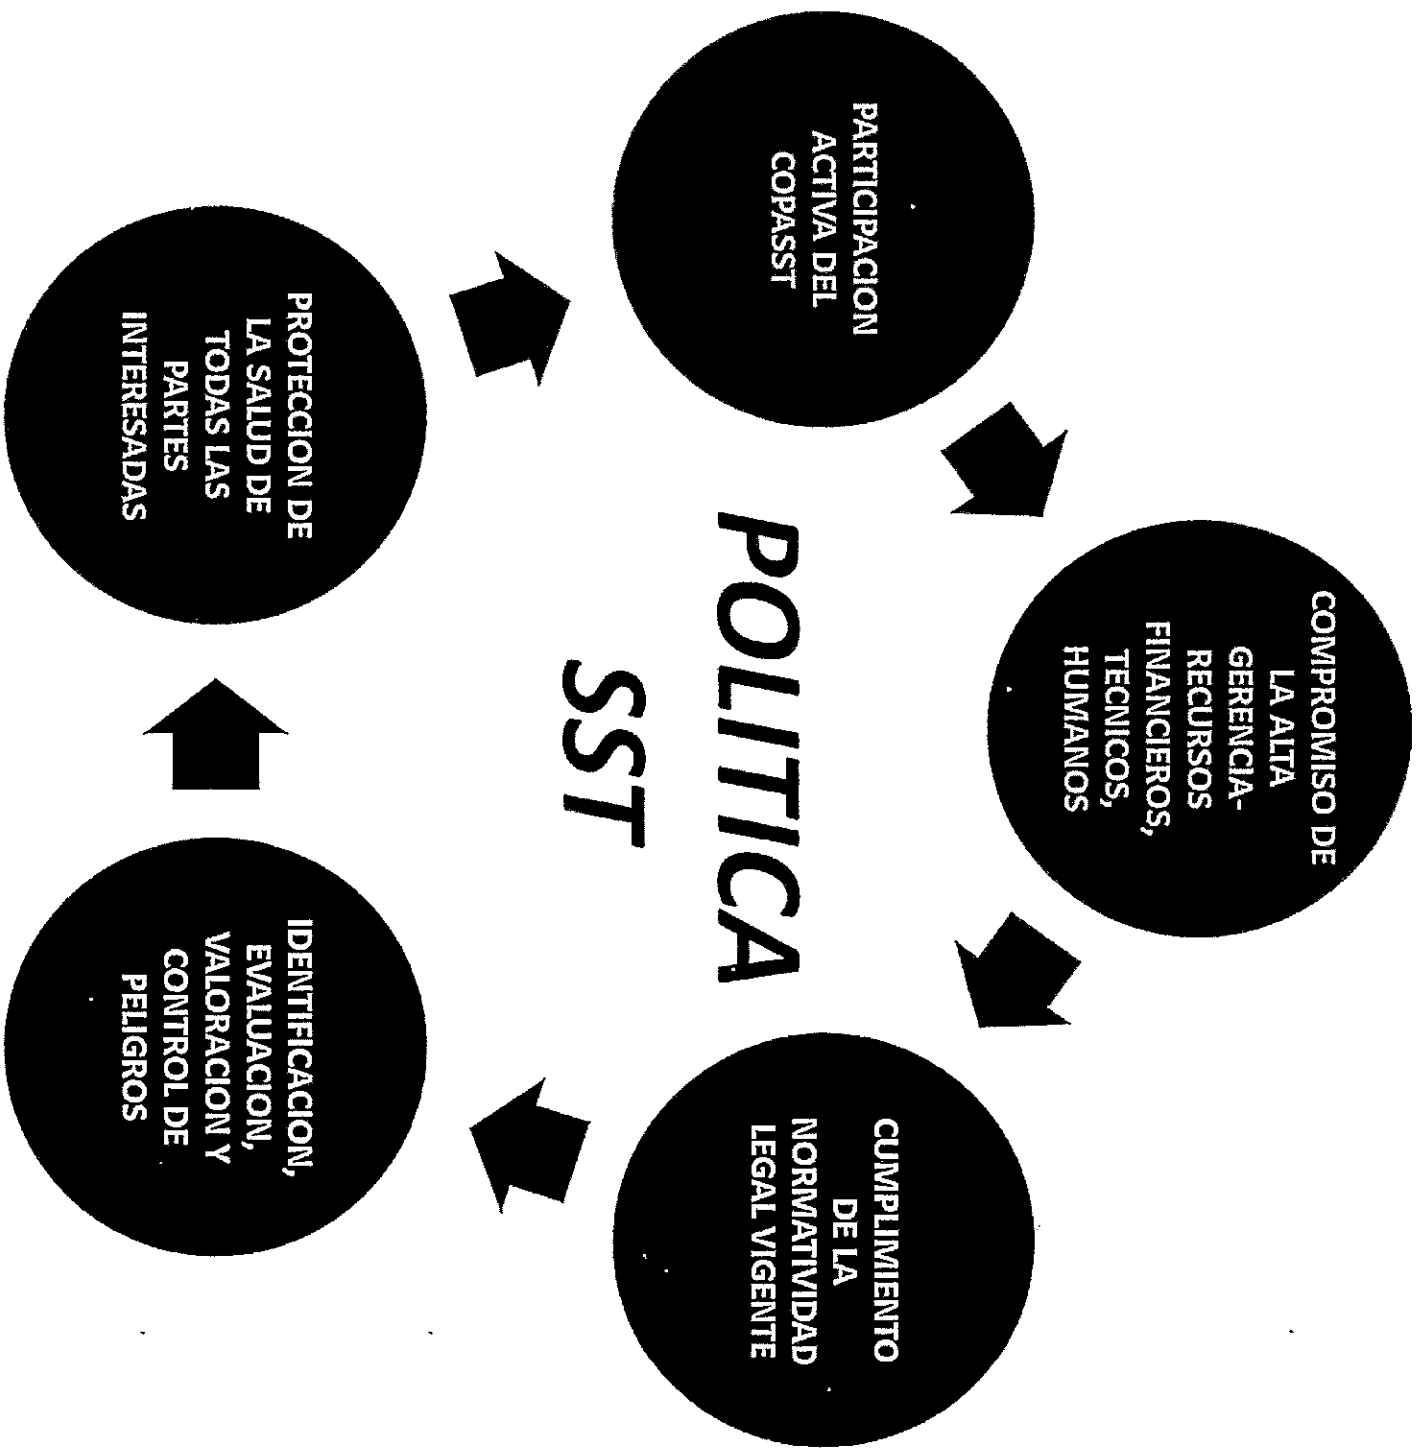 COMPROMISO DE
LA ALTA
GERENCIA-
RECURSOS
FINANCIEROS,
TECNICOS,
HUMANOS
CUMPLIMIENTO
DE LA
NORMATIVIDAD
LEGAL VIGENTE
IDENTIFICACION,
EVALUACION,
VALORACION Y
CONTROL DE
PELIGROS
PROTECCION DE
LA SALUD DE
TODAS LAS
PARTES
INTERESADAS
PARTICIPACION
ACTIVA DEL
COPASST
POLITICA
SST